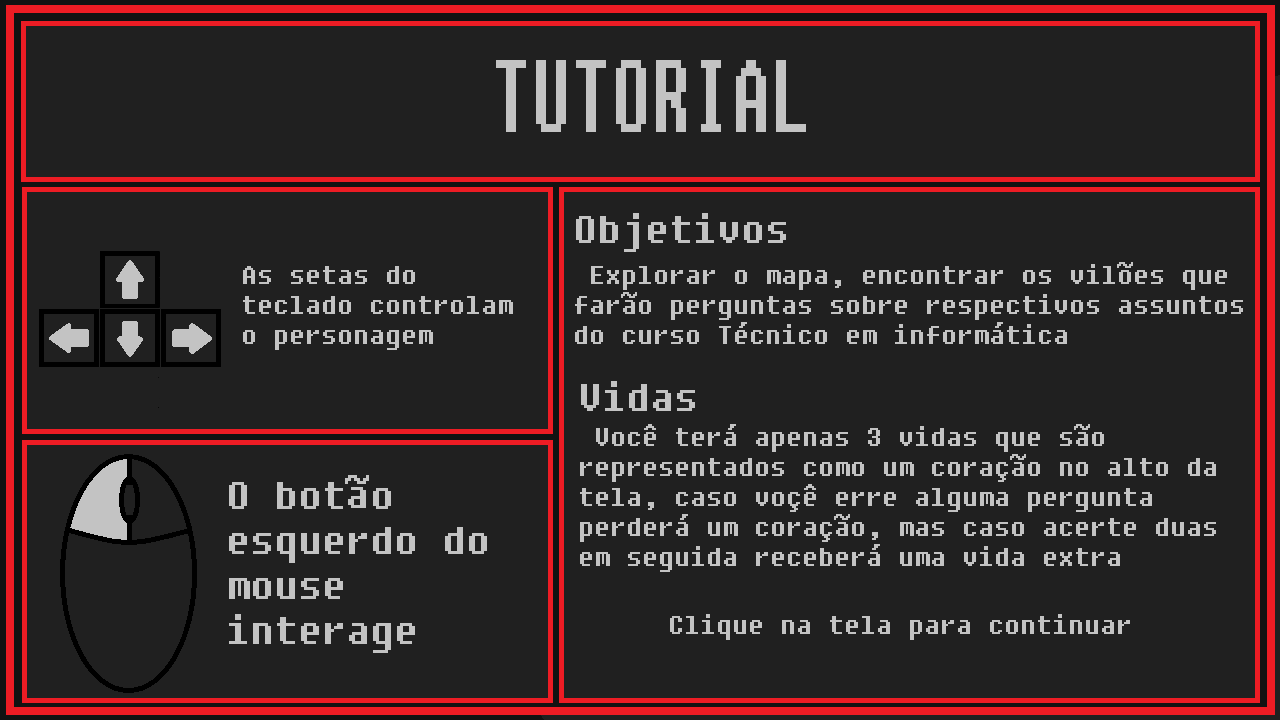 TUTORIAL
As setas do
teclado controlam
o personagem
O botão
esquerdo do
mouse
interage
Objetivos
Explorar o mapa, encontrar os vilões que
farão perguntas sobre respectivos assuntos
do curso Técnico em informática
Vidas
Você terá apenas 3 vidas que são
representados como um coração no alto da
tela, caso voçê erre alguma pergunta
perderá um coração, mas caso acerte duas
em seguida receberá uma vida extra
Clique na tela para continuar